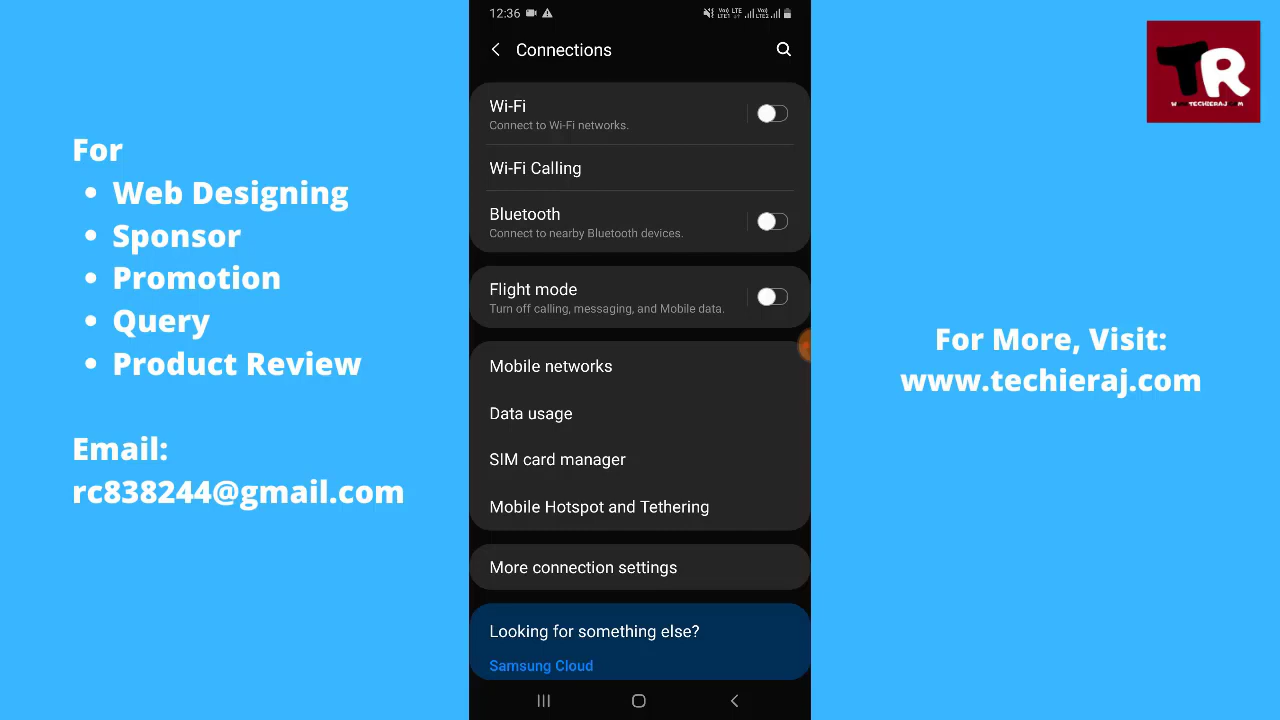 For
Web Designing
Sponsor
Promotion
Query
Product Review
Email:
rc838244@gmail.com
12:36
Connections
Wi-Fi
Connect to Wi-Fi networks.
Wi-Fi Calling
Bluetooth
Connect to nearby Bluetooth devices.
Flight mode
Turn off calling, messaging, and Mobile data.
Mobile networks
Data usage
SIM card manager
Mobile Hotspot and Tethering
More connection settings
Looking for something else?
Samsung Cloud
TR
For More, Visit:
www.techieraj.com